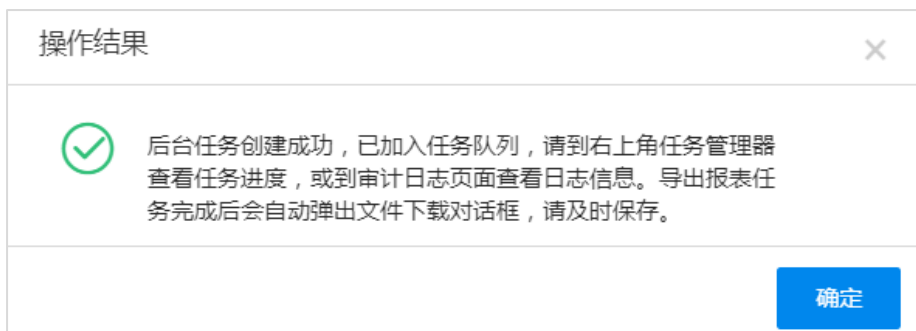 操作结果
后台任务创建成功，已加入任务队列，请到右上角任务管理器
查看任务进度，或到审计日志页面查看日志信息。导出报表任
务完成后会自动弹出文件下载对话框，请及时保存。
确定